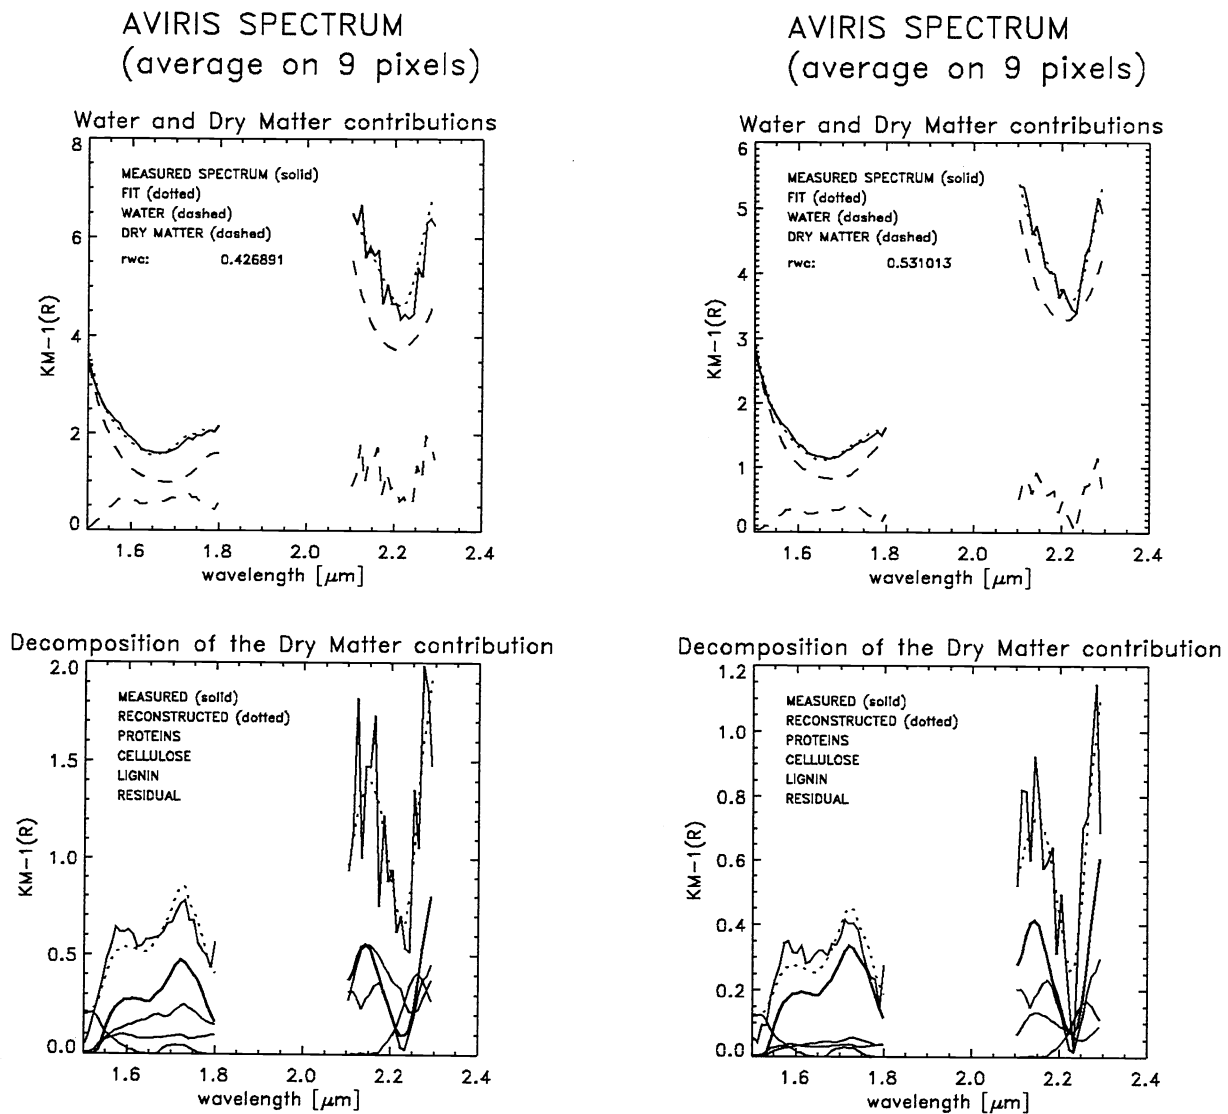 AVIRIS SPECTRUM
(average on 9 pixels)
Water and Dry Matter contributions
8
6
4
2
0
KM-1(R)
MEASURED SPECTRUM (solid)
FIT (dotted)
WATER (dashed)
DRY MATTER (dashed)
rwc: 0.426891
1.6 1.8 2.0 2.2 2.4
wavelength [μm]
Decomposition of the Dry Matter contribution
2.0
1.5
1.0
0.5
0.0
KM-1(R)
MEASURED (solid)
RECONSTRUCTED (dotted)
PROTEINS
CELLULOSE
LIGNIN
RESIDUAL
1.6 1.8 2.0 2.2 2.4
wavelength [μm]
AVIRIS SPECTRUM
(average on 9 pixels)
Water and Dry Matter contributions
6
5
4
3
2
1
0
KM-1(R)
MEASURED SPECTRUM (solid)
FIT (dotted)
WATER (dashed)
DRY MATTER (dashed)
rwc: 0.531013
1.6 1.8 2.0 2.2 2.4
wavelength [μm]
Decomposition of the Dry Matter contribution
1.2
1.0
0.8
0.6
0.4
0.2
0.0
KM-1(R)
MEASURED (solid)
RECONSTRUCTED (dotted)
PROTEINS
CELLULOSE
LIGNIN
RESIDUAL
1.6 1.8 2.0 2.2 2.4
wavelength [μm]